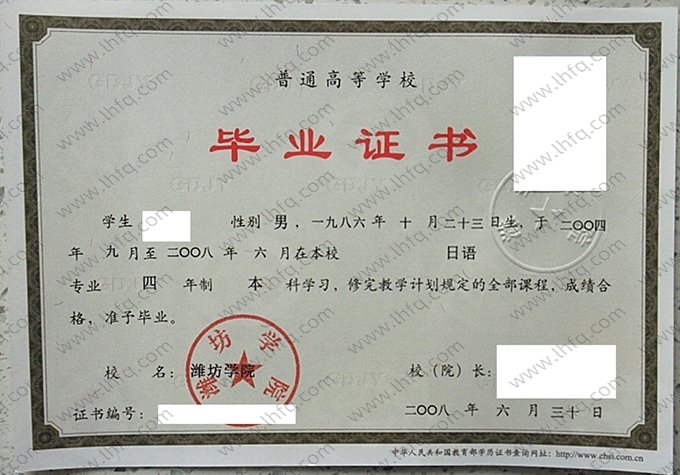 普通高等学校
毕业证书
学生 性别 男，一九八六年 十 月二十三日生，于 二〇〇四
年 九 月至 二〇〇八 年 六 月在本校 日语
专业 四 年制 本 科学习，修完教学计划规定的全部课程，成绩合
格，准予毕业。
潍坊学院
校 名：潍坊学院 校（院）长：
证书编号： 二〇〇八 年 六 月 三十 日
中华人民共和国教育部学历证书查询网址：http://www.chsi.com.cn
www.lhfq.com